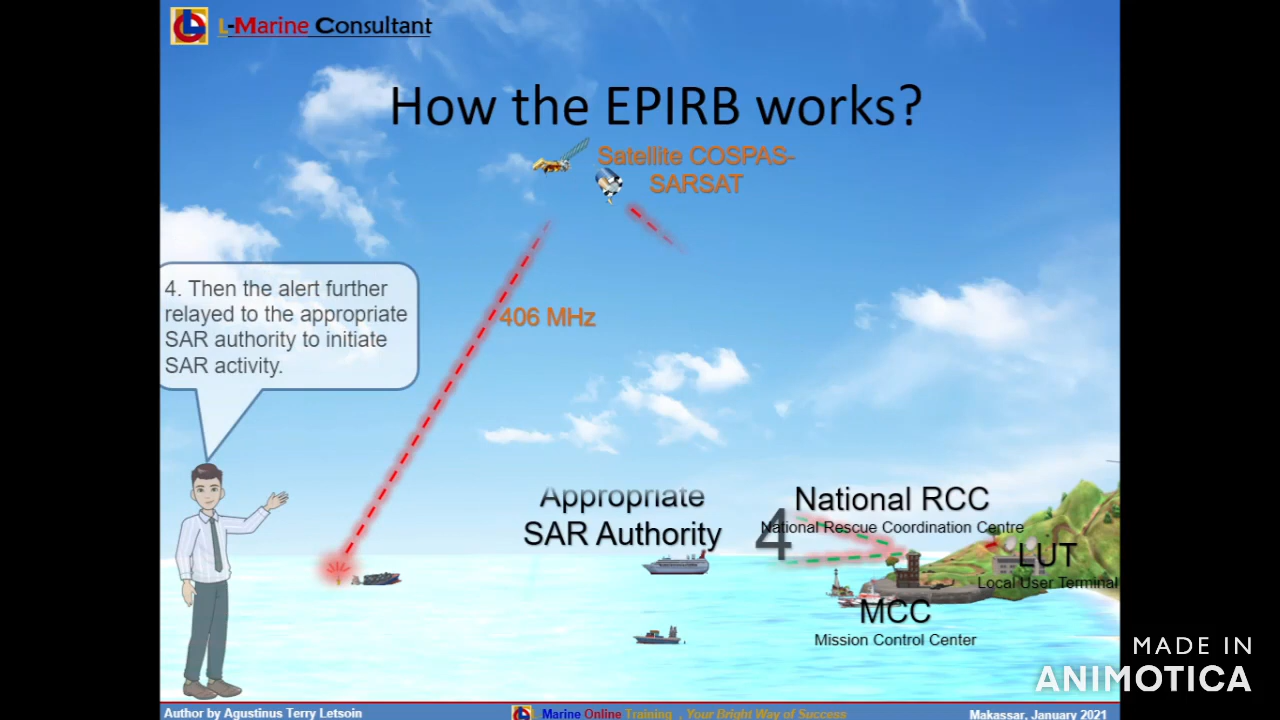 L-Marine Consultant
How the EPIRB works?
Satellite COSPAS-
SARSAT
4. Then the alert further
relayed to the appropriate
SAR authority to initiate
SAR activity.
406 MHz
Appropriate
SAR Authority
4
National RCC
National Rescue Coordination Centre
LUT
Local User Terminal
MCC
Mission Control Center
MADE IN
ANIMOTICA
Author by Agustinus Terry Letsoin
Marine Online Training , Your Bright Way of Success
Makassar, January 2021